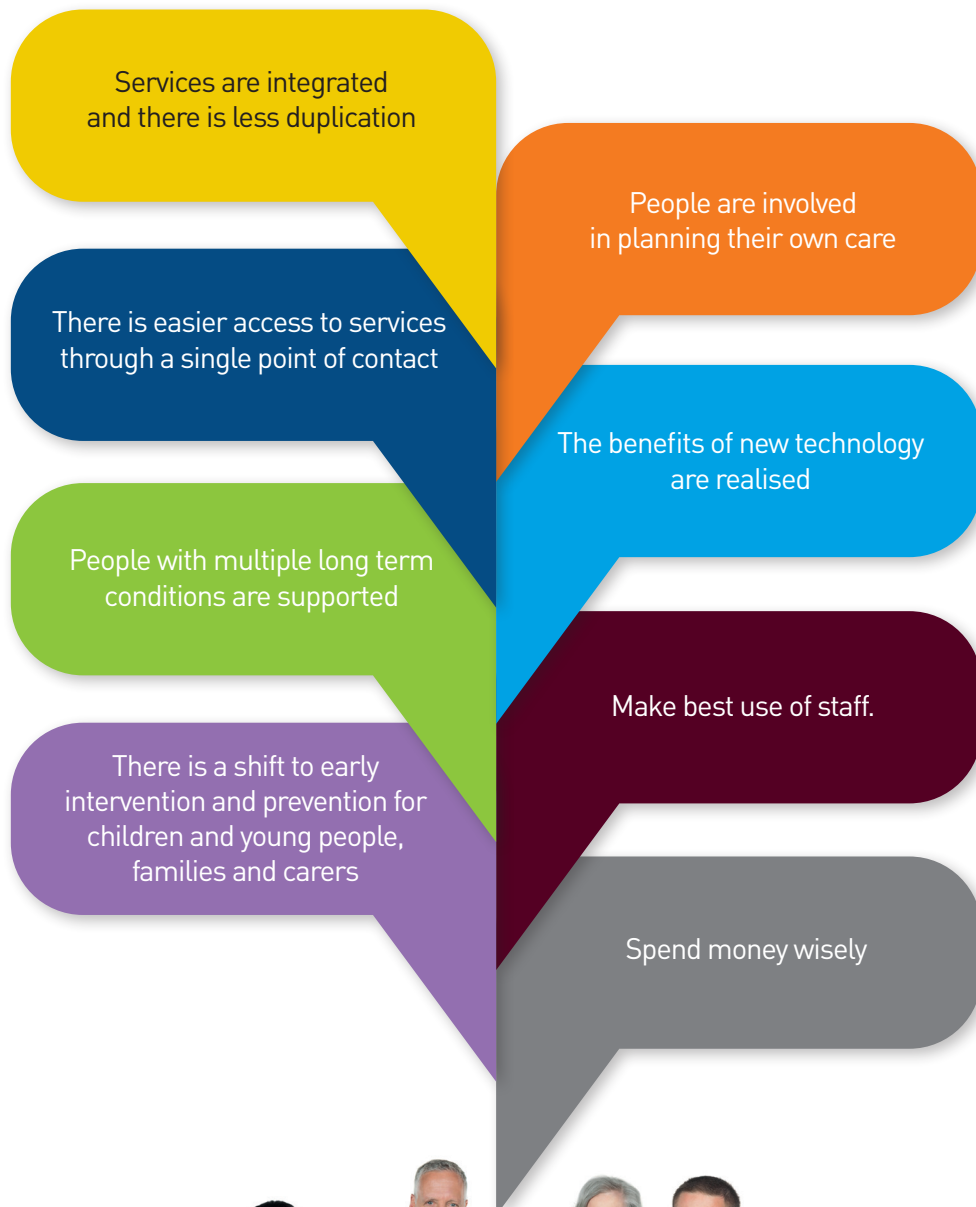 Services are integrated
and there is less duplication
People are involved
in planning their own care
There is easier access to services
through a single point of contact
The benefits of new technology
are realised
People with multiple long term
conditions are supported
Make best use of staff.
There is a shift to early
intervention and prevention for
children and young people,
families and carers
Spend money wisely